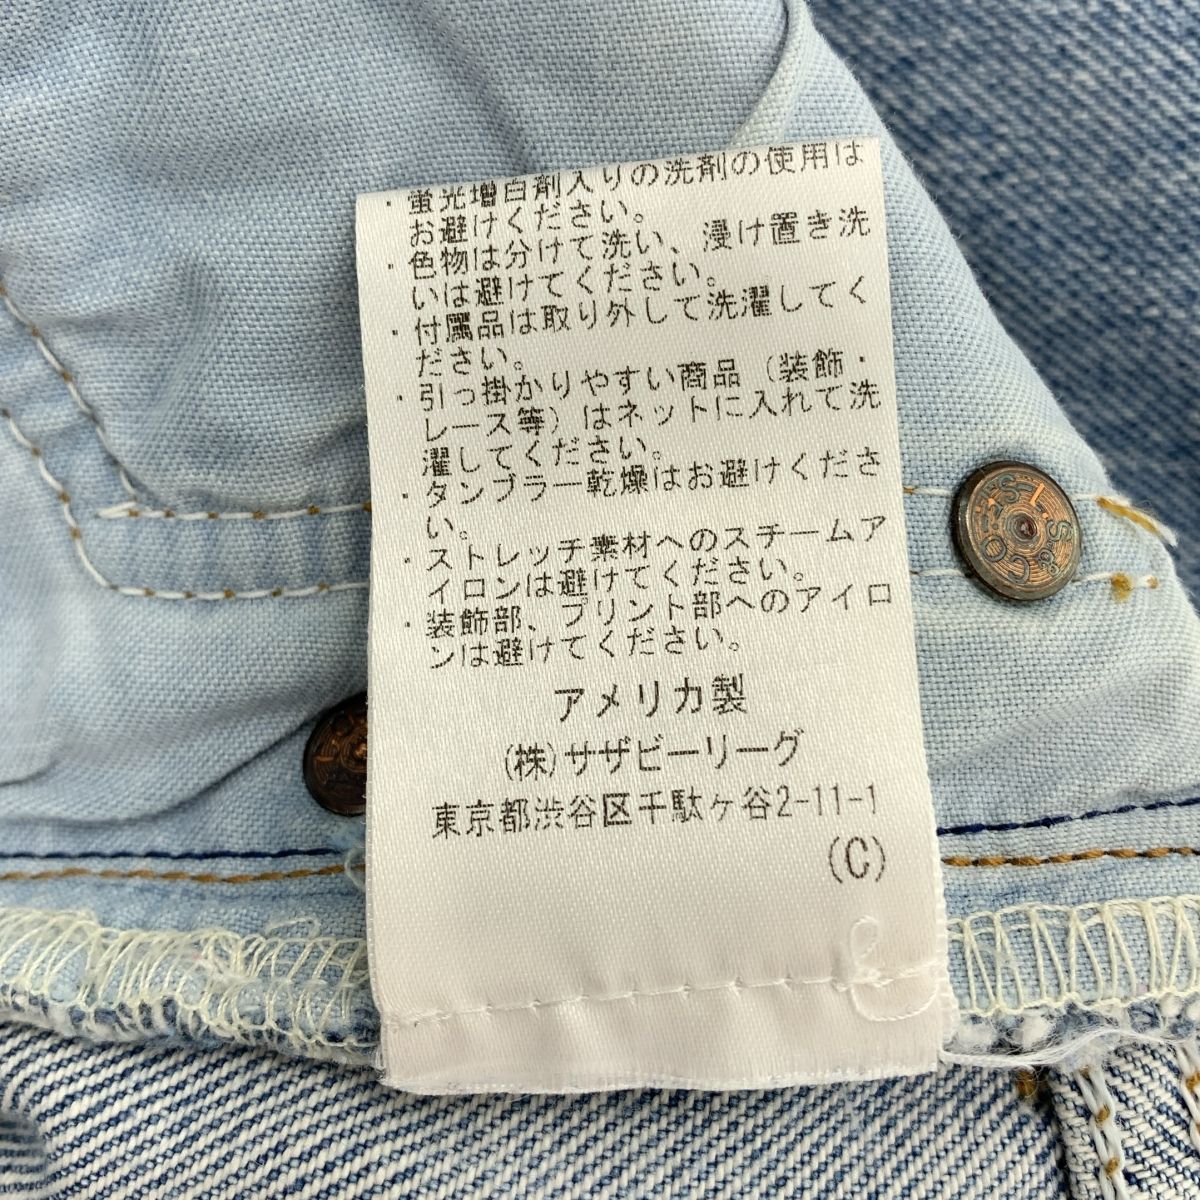 ・蛍光増白剤入りの洗剤の使用は
お避けください。
・色物は分けて洗い、浸け置き洗
いは避けてください。
・付属品は取り外して洗濯してく
ださい。
・引っ掛かりやすい商品（装飾・
レース等）はネットに入れて洗
濯してください。
・タンブラー乾燥はお避けくださ
い。
・ストレッチ素材へのスチームア
イロンは避けてください。
・装飾部、プリント部へのアイロ
ンは避けてください。
アメリカ製
(株)サザビーリーグ
東京都渋谷区千駄ヶ谷2-11-1
(C)